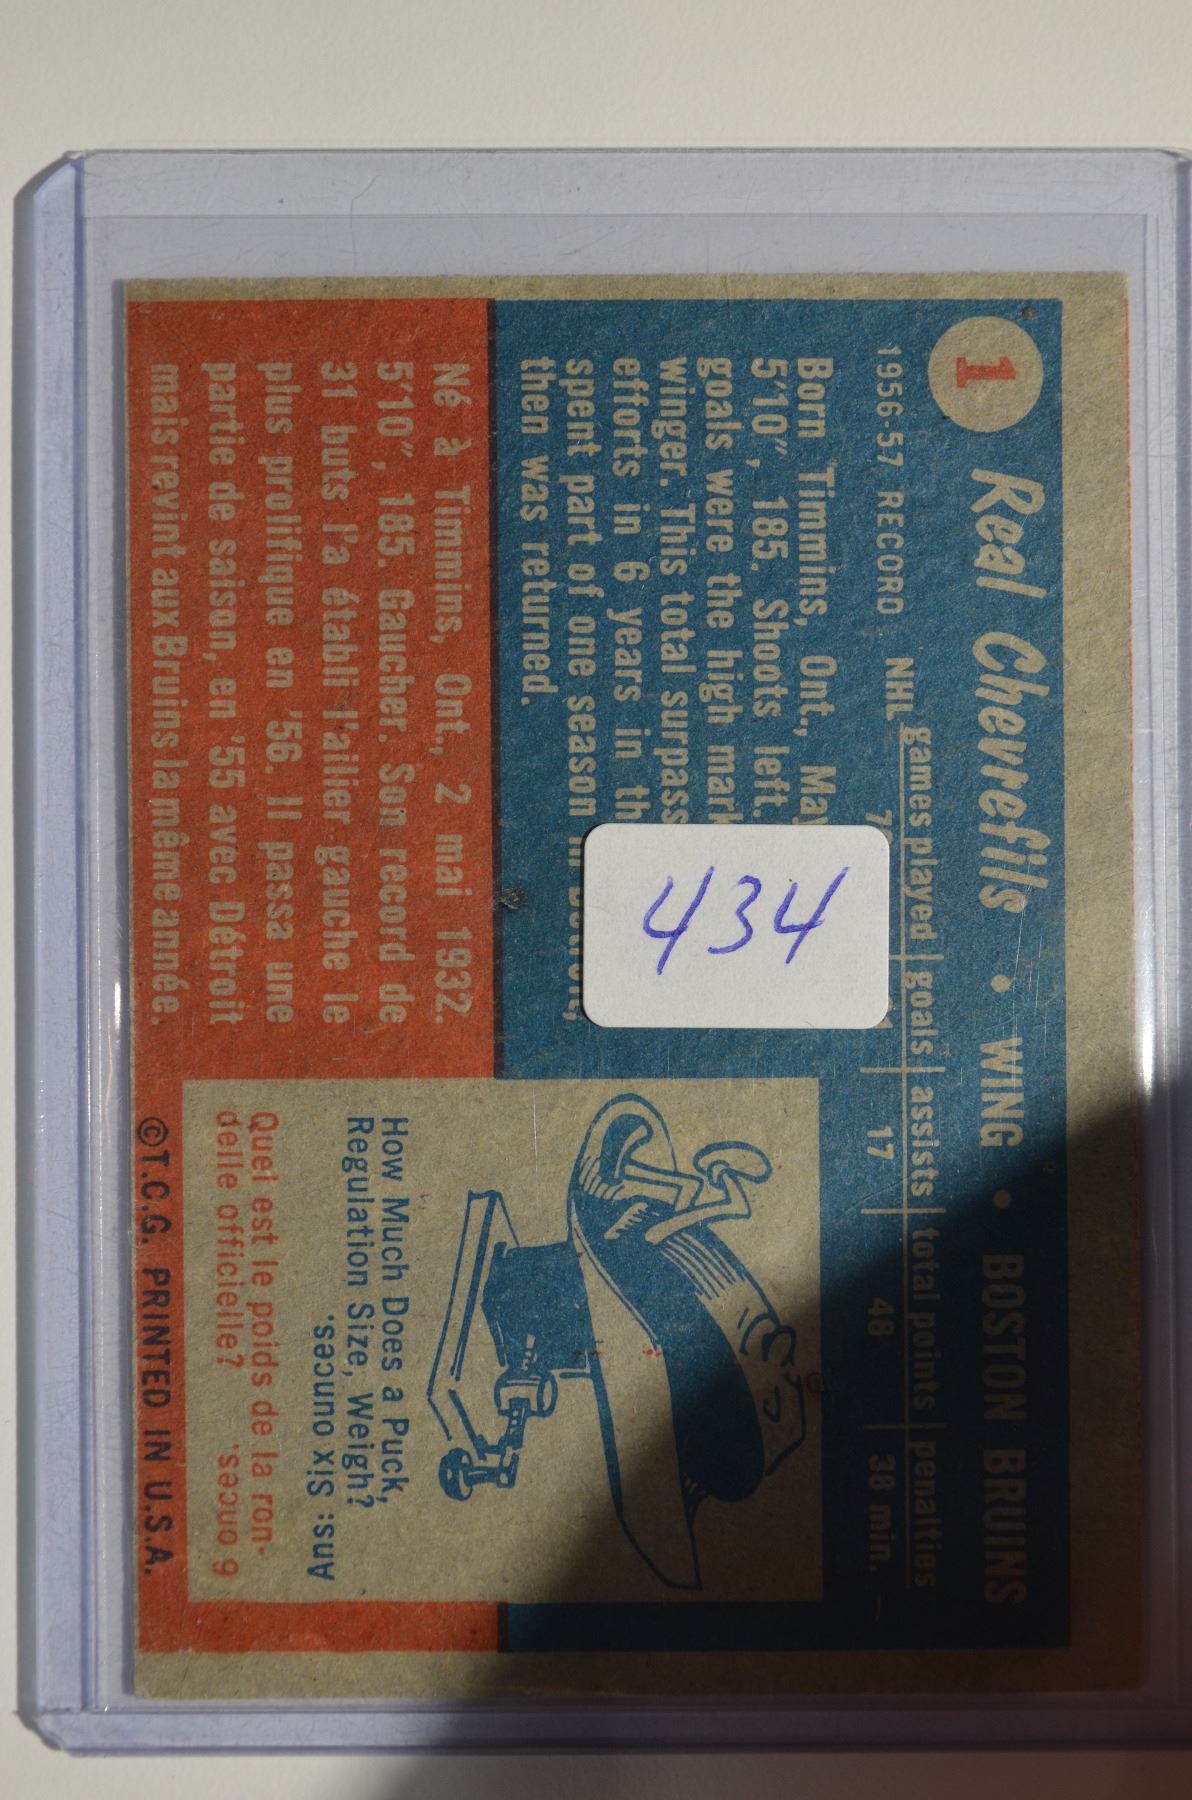 1
Real Chevrefils • WING • BOSTON BRUINS
games played goals assists total points penalties
1956-57 RECORD NHL 17 48 38 min.
Born Timmins, Ont., May
5'10", 185. Shoots left.
goals were the high mark
winger. This total surpass
efforts in 6 years in th
spent part of one season in
then was returned.
434
Né à Timmins, Ont., 2 mai 1932.
5'10", 185. Gaucher. Son record de
31 buts l'a établi l'ailier gauche le
plus prolifique en '56. Il passa une
partie de saison, en '55 avec Détroit
mais revint aux Bruins la même année.
How Much Does a Puck,
Regulation Size, Weigh?
Ans: Six ounces.
Quel est le poids de la ron-
delle officielle? 6 onces.
©T.C.G. PRINTED IN U.S.A.